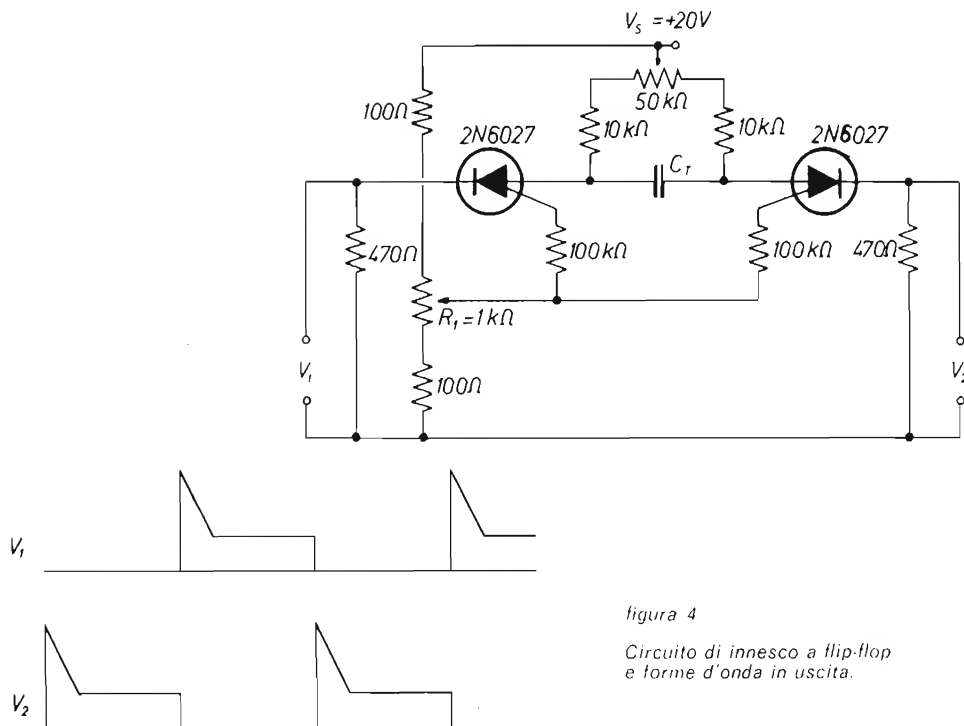 V_S = +20V
50kΩ
100Ω
10kΩ
10kΩ
2N6027
2N6027
C_T
470Ω
100kΩ
100kΩ
470Ω
R_1 = 1kΩ
V_1
100Ω
V_2
V_1
V_2
figura 4
Circuito di innesco a flip-flop
e forme d'onda in uscita.